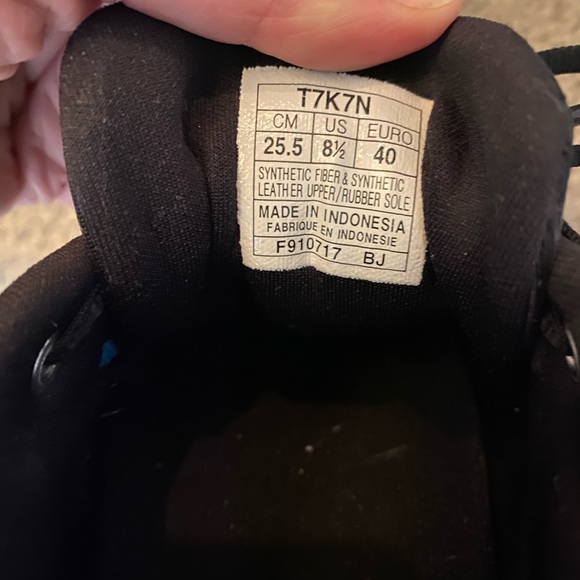 T7K7N
CM US EURO
25.5 8½ 40
SYNTHETIC FIBER & SYNTHETIC
LEATHER UPPER/RUBBER SOLE
MADE IN INDONESIA
FABRIQUE EN INDONESIE
F910717 BJ